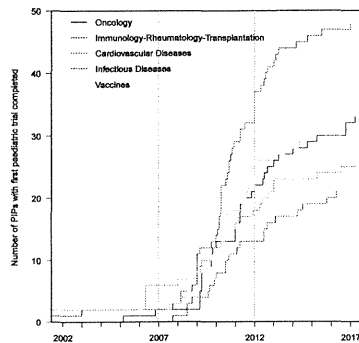 50
40
30
20
10
0
Number of PIPs with first paediatric trial completed
Oncology
Immunology-Rheumatology-Transplantation
Cardiovascular Diseases
Infectious Diseases
Vaccines
2002
2007
2012
2017